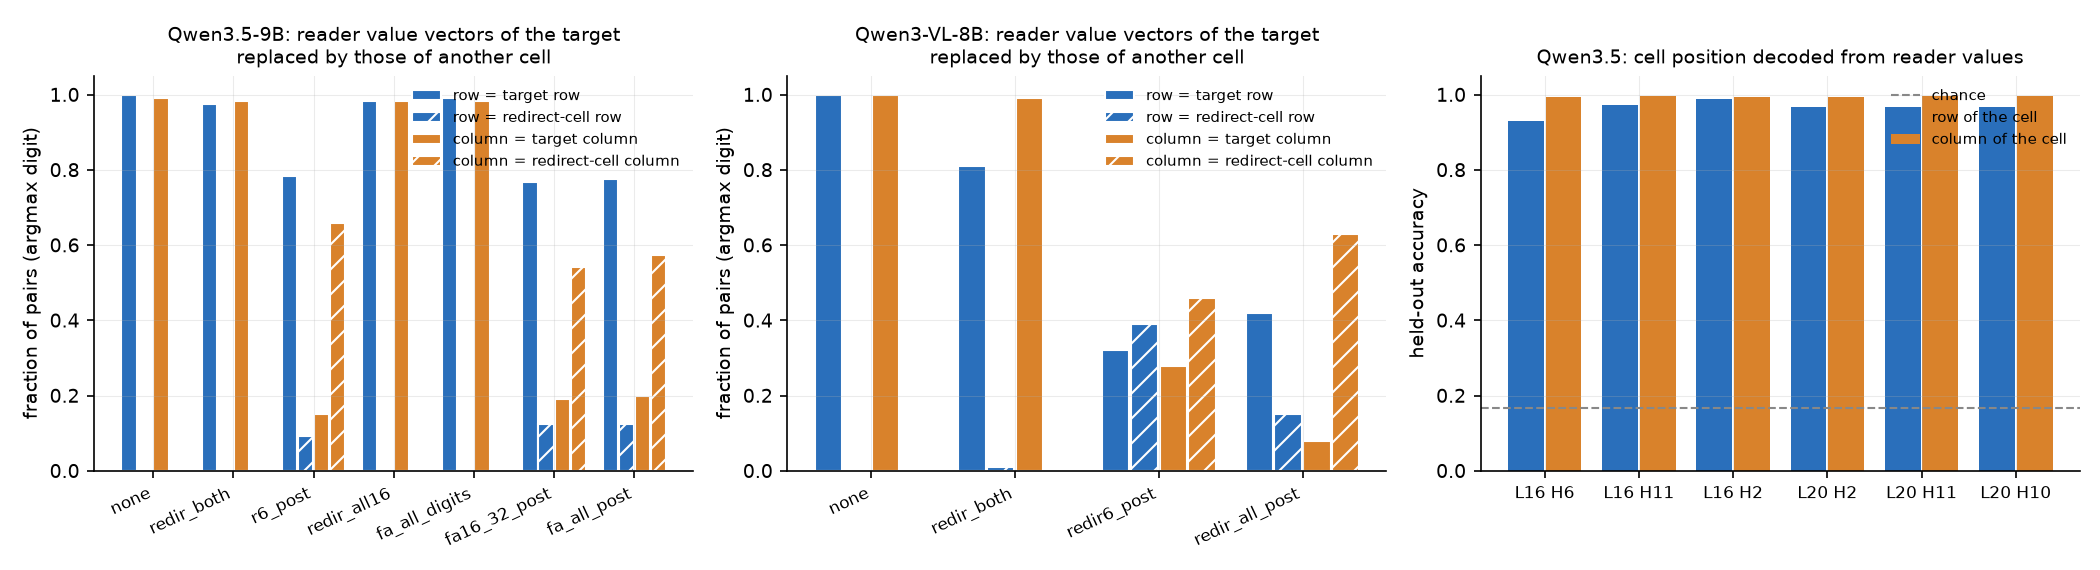 Qwen3.5-9B: reader value vectors of the target
replaced by those of another cell
fraction of pairs (argmax digit)
1.0
0.8
0.6
0.4
0.2
0.0
row = target row
row = redirect-cell row
column = target column
column = redirect-cell column
none
redir_both
r6_post
redir_all16
fa_all_digits
fa16_32_post
fa_all_post
Qwen3-VL-8B: reader value vectors of the target
replaced by those of another cell
fraction of pairs (argmax digit)
1.0
0.8
0.6
0.4
0.2
0.0
row = target row
row = redirect-cell row
column = target column
column = redirect-cell column
none
redir_both
redir6_post
redir_all_post
Qwen3.5: cell position decoded from reader values
held-out accuracy
1.0
0.8
0.6
0.4
0.2
0.0
chance
row of the cell
column of the cell
L16 H6
L16 H11
L16 H2
L20 H2
L20 H11
L20 H10